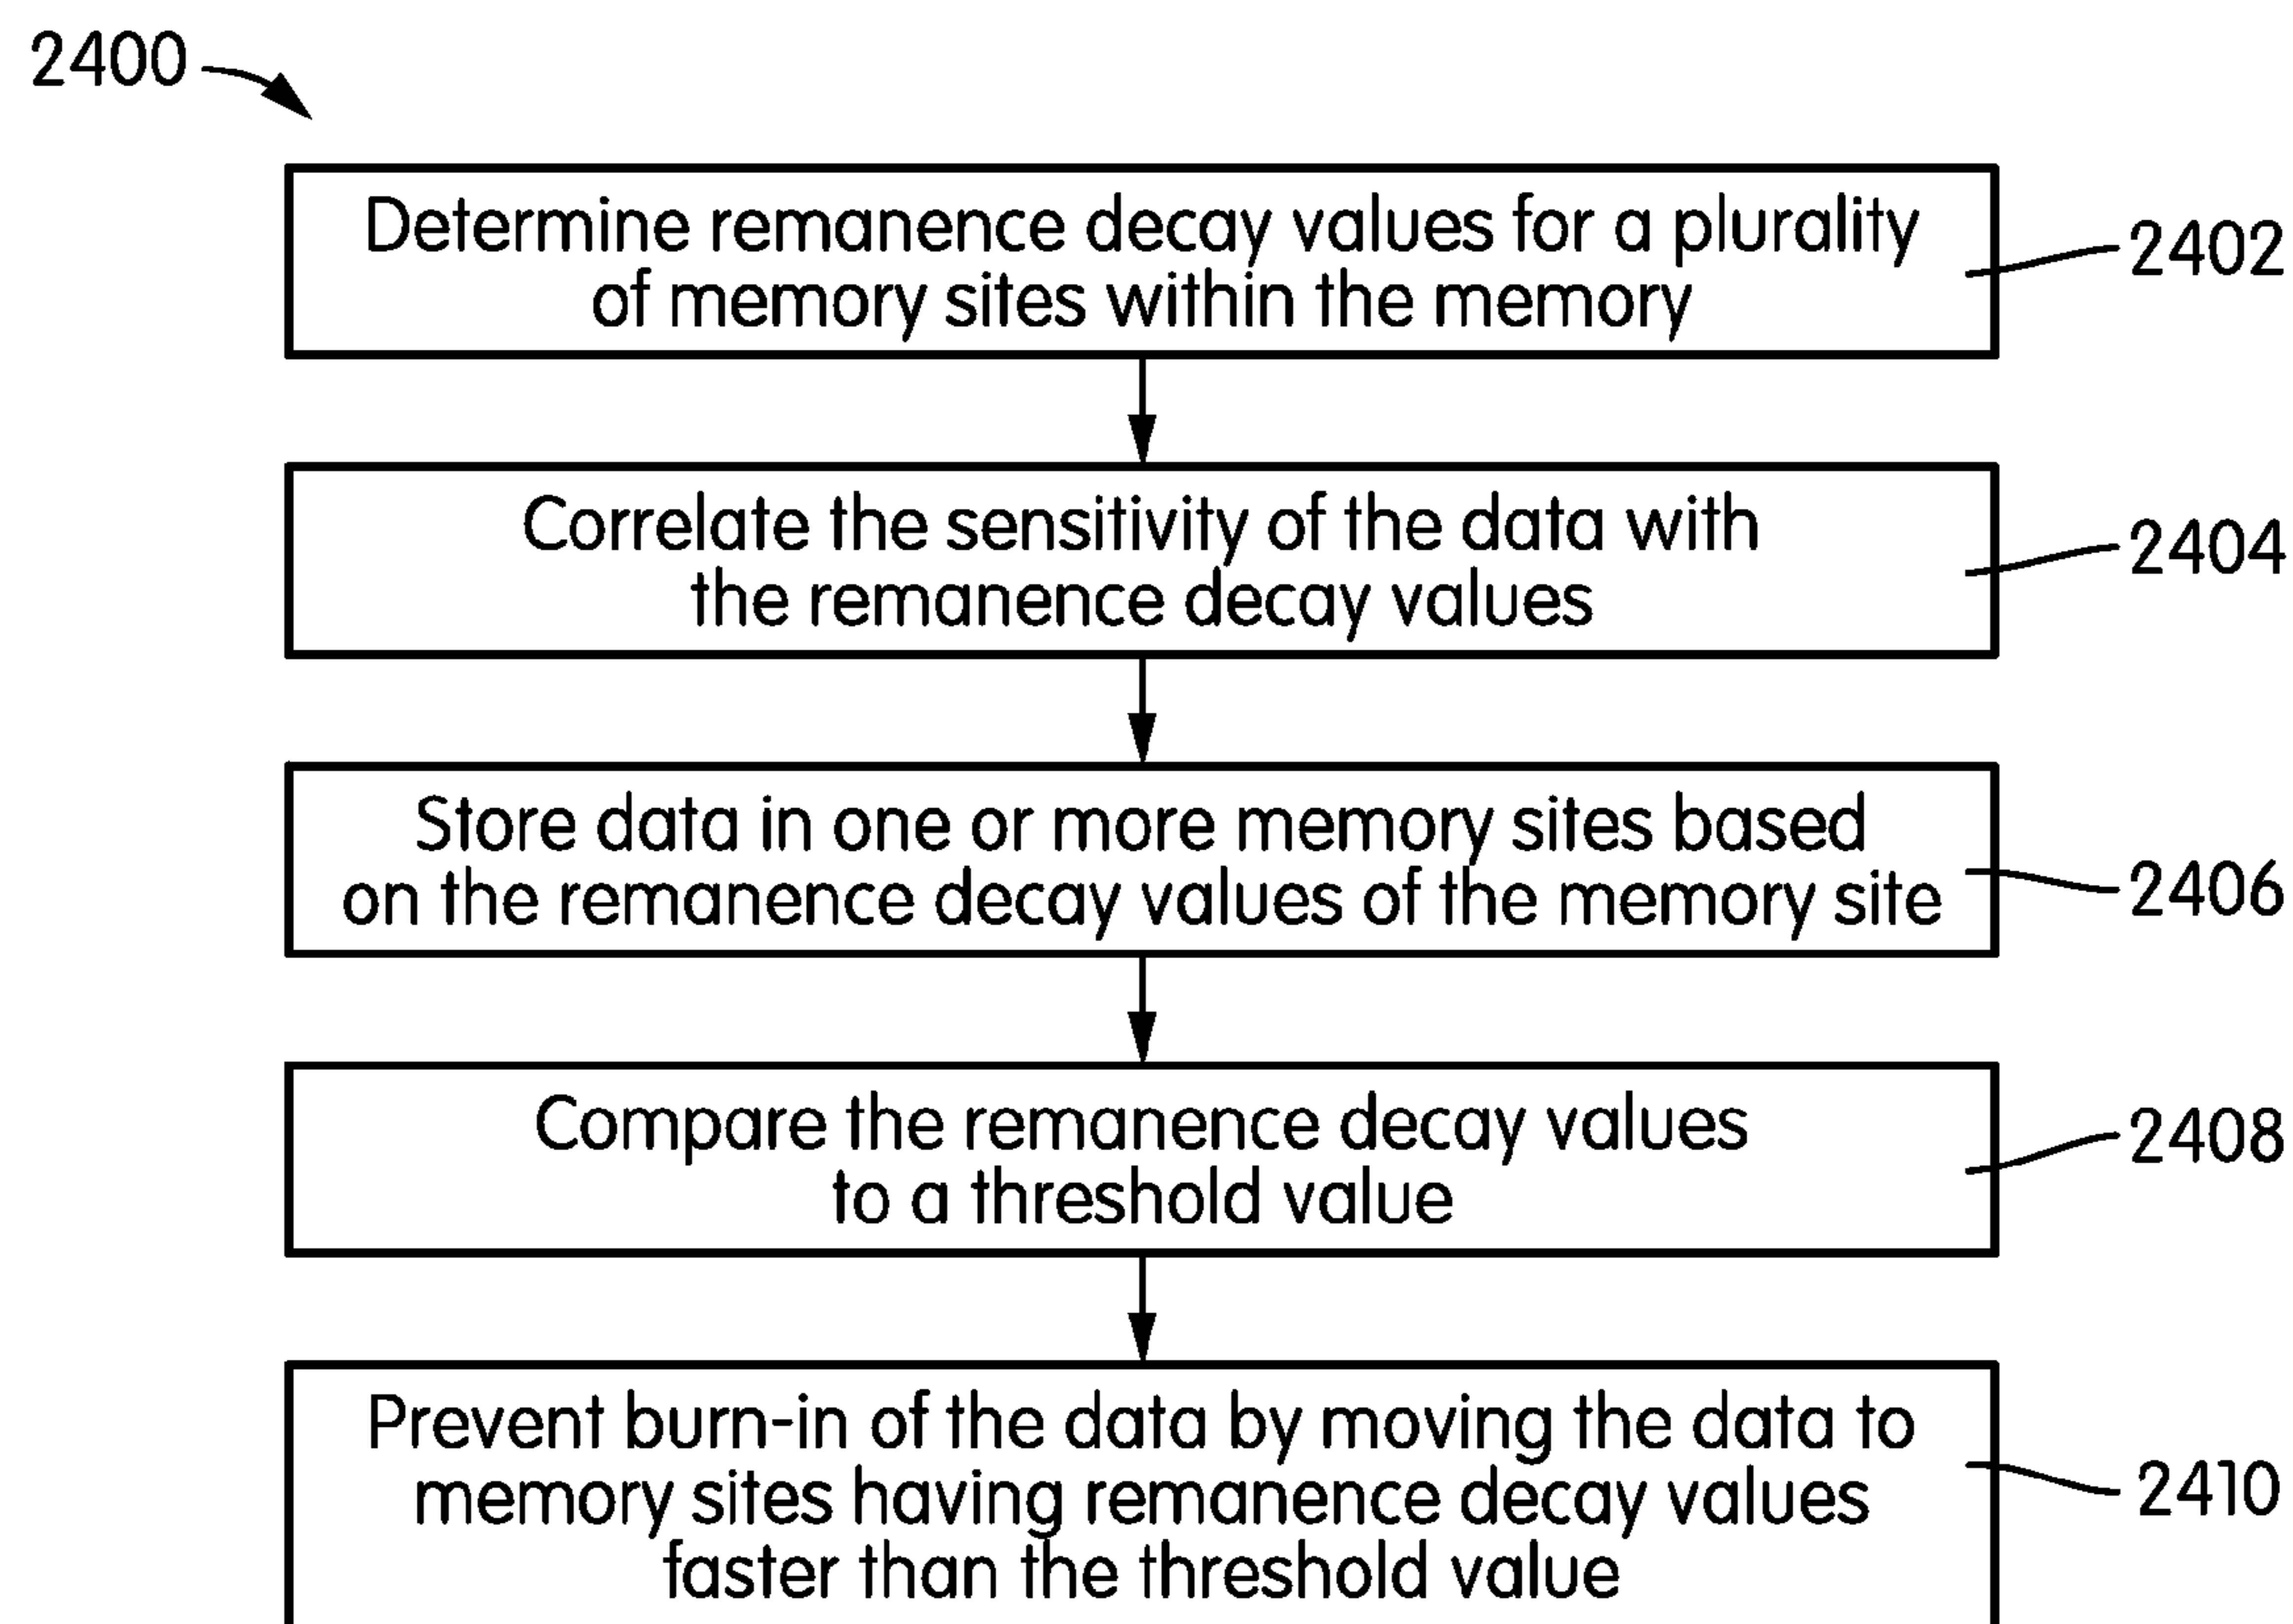 2400
Determine remanence decay values for a plurality
of memory sites within the memory
2402
Correlate the sensitivity of the data with
the remanence decay values
2404
Store data in one or more memory sites based
on the remanence decay values of the memory site
2406
Compare the remanence decay values
to a threshold value
2408
Prevent burn-in of the data by moving the data to
memory sites having remanence decay values
faster than the threshold value
2410